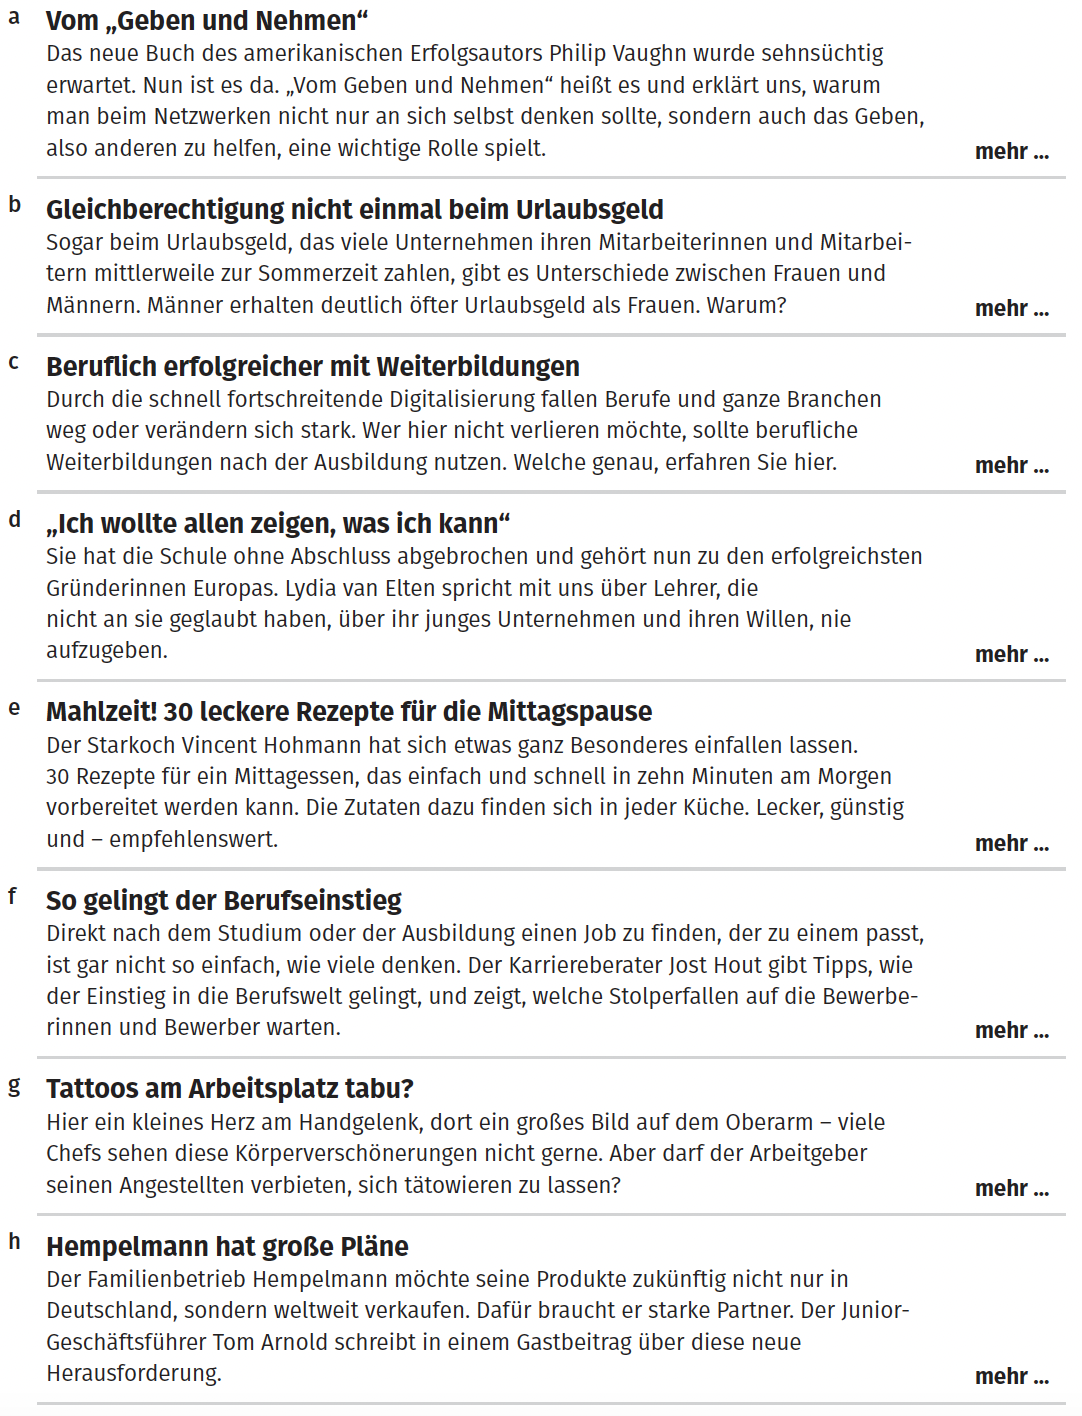 a
Vom „Geben und Nehmen“
Das neue Buch des amerikanischen Erfolgsautors Philip Vaughn wurde sehnsüchtig
erwartet. Nun ist es da. „Vom Geben und Nehmen“ heißt es und erklärt uns, warum
man beim Netzwerken nicht nur an sich selbst denken sollte, sondern auch das Geben,
also anderen zu helfen, eine wichtige Rolle spielt.
mehr ...
b
Gleichberechtigung nicht einmal beim Urlaubsgeld
Sogar beim Urlaubsgeld, das viele Unternehmen ihren Mitarbeiterinnen und Mitarbei-
tern mittlerweile zur Sommerzeit zahlen, gibt es Unterschiede zwischen Frauen und
Männern. Männer erhalten deutlich öfter Urlaubsgeld als Frauen. Warum?
mehr ...
c
Beruflich erfolgreicher mit Weiterbildungen
Durch die schnell fortschreitende Digitalisierung fallen Berufe und ganze Branchen
weg oder verändern sich stark. Wer hier nicht verlieren möchte, sollte berufliche
Weiterbildungen nach der Ausbildung nutzen. Welche genau, erfahren Sie hier.
mehr ...
d
„Ich wollte allen zeigen, was ich kann“
Sie hat die Schule ohne Abschluss abgebrochen und gehört nun zu den erfolgreichsten
Gründerinnen Europas. Lydia van Elten spricht mit uns über Lehrer, die
nicht an sie geglaubt haben, über ihr junges Unternehmen und ihren Willen, nie
aufzugeben.
mehr ...
e
Mahlzeit! 30 leckere Rezepte für die Mittagspause
Der Starkoch Vincent Hohmann hat sich etwas ganz Besonderes einfallen lassen.
30 Rezepte für ein Mittagessen, das einfach und schnell in zehn Minuten am Morgen
vorbereitet werden kann. Die Zutaten dazu finden sich in jeder Küche. Lecker, günstig
und – empfehlenswert.
mehr ...
f
So gelingt der Berufseinstieg
Direkt nach dem Studium oder der Ausbildung einen Job zu finden, der zu einem passt,
ist gar nicht so einfach, wie viele denken. Der Karriereberater Jost Hout gibt Tipps, wie
der Einstieg in die Berufswelt gelingt, und zeigt, welche Stolperfallen auf die Bewerbe-
rinnen und Bewerber warten.
mehr ...
g
Tattoos am Arbeitsplatz tabu?
Hier ein kleines Herz am Handgelenk, dort ein großes Bild auf dem Oberarm – viele
Chefs sehen diese Körperverschönerungen nicht gerne. Aber darf der Arbeitgeber
seinen Angestellten verbieten, sich tätowieren zu lassen?
mehr ...
h
Hempelmann hat große Pläne
Der Familienbetrieb Hempelmann möchte seine Produkte zukünftig nicht nur in
Deutschland, sondern weltweit verkaufen. Dafür braucht er starke Partner. Der Junior-
Geschäftsführer Tom Arnold schreibt in einem Gastbeitrag über diese neue
Herausforderung.
mehr ...